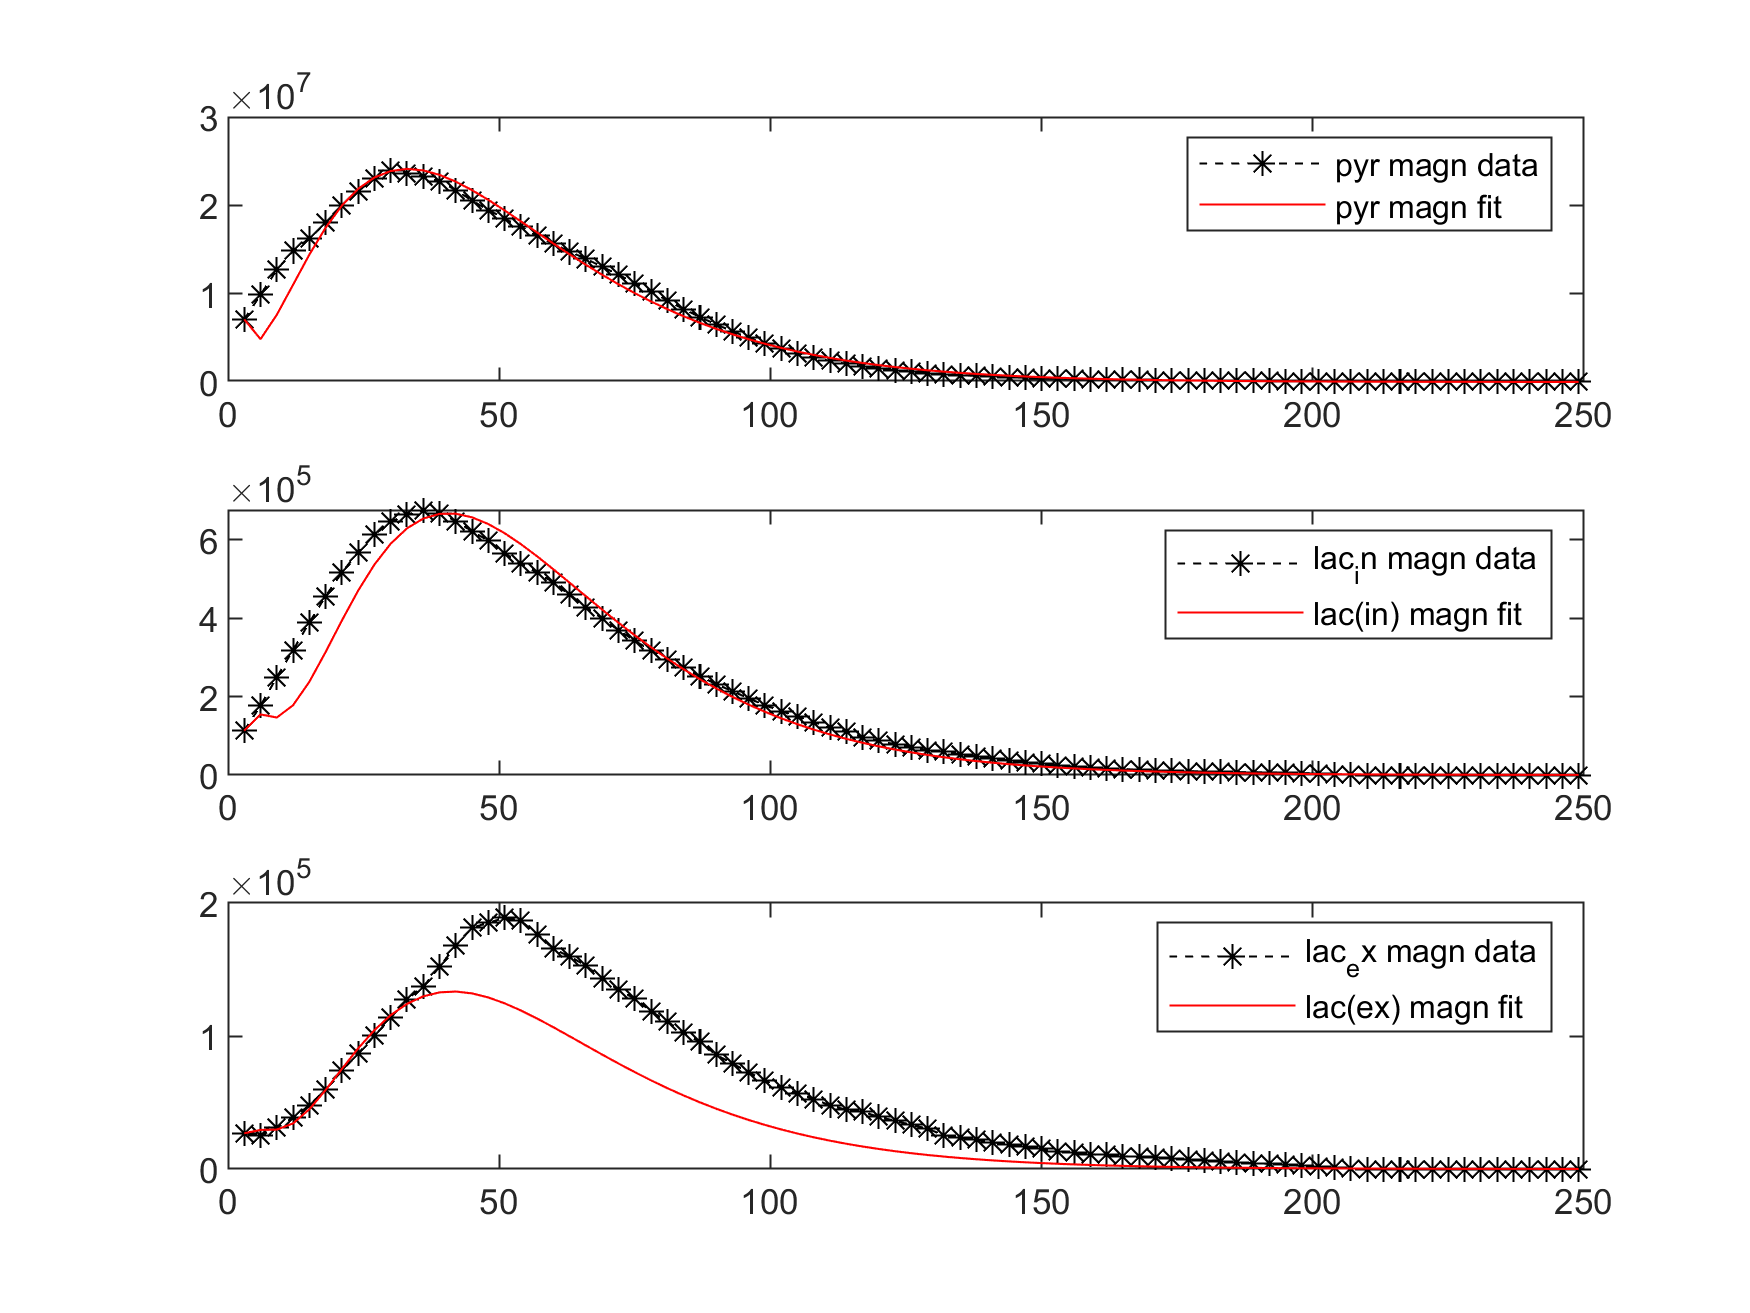 ×10^7
3
2
1
0
0 50 100 150 200 250
pyr magn data
pyr magn fit
×10^5
6
4
2
0
0 50 100 150 200 250
lac_in magn data
lac(in) magn fit
×10^5
2
1
0
0 50 100 150 200 250
lac_ex magn data
lac(ex) magn fit